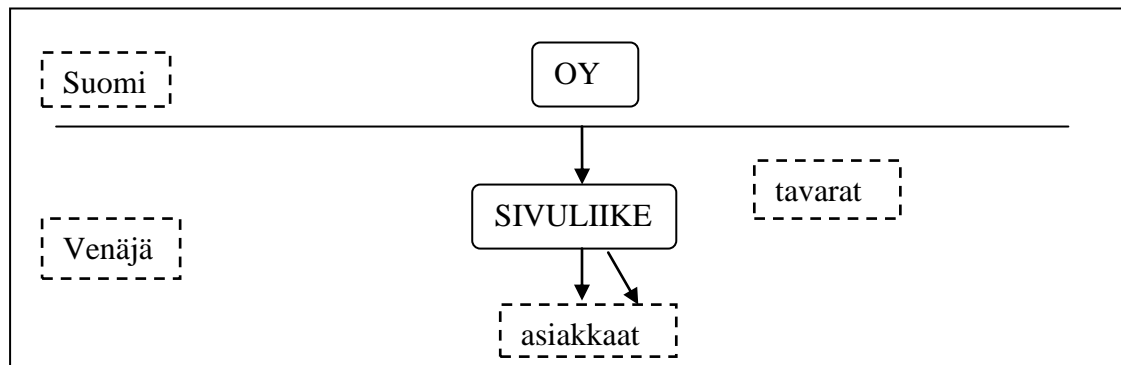 Suomi
OY
tavarat
SIVULIIKE
Venäjä
asiakkaat